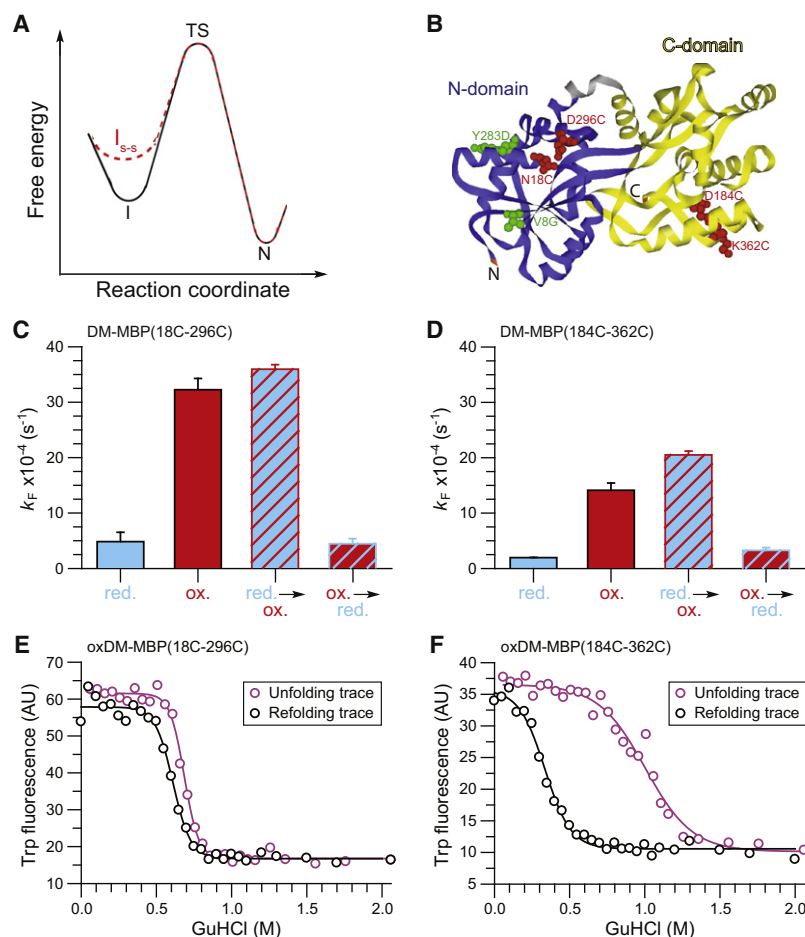 A
TS
I s-s
I
N
Free energy
Reaction coordinate
B
C-domain
N-domain
D296C
Y283D
N18C
D184C
C
V8G
K362C
N
C
DM-MBP(18C-296C)
40
30
20
10
0
kF x10-4 (s-1)
red.
ox.
red. → ox.
ox. → red.
D
DM-MBP(184C-362C)
40
30
20
10
0
kF x10-4 (s-1)
red.
ox.
red. → ox.
ox. → red.
E
oxDM-MBP(18C-296C)
70
60
50
40
30
20
10
Trp fluorescence (AU)
Unfolding trace
Refolding trace
0.0 0.5 1.0 1.5 2.0
GuHCl (M)
F
oxDM-MBP(184C-362C)
40
35
30
25
20
15
10
5
Trp fluorescence (AU)
Unfolding trace
Refolding trace
0.0 0.5 1.0 1.5 2.0
GuHCl (M)